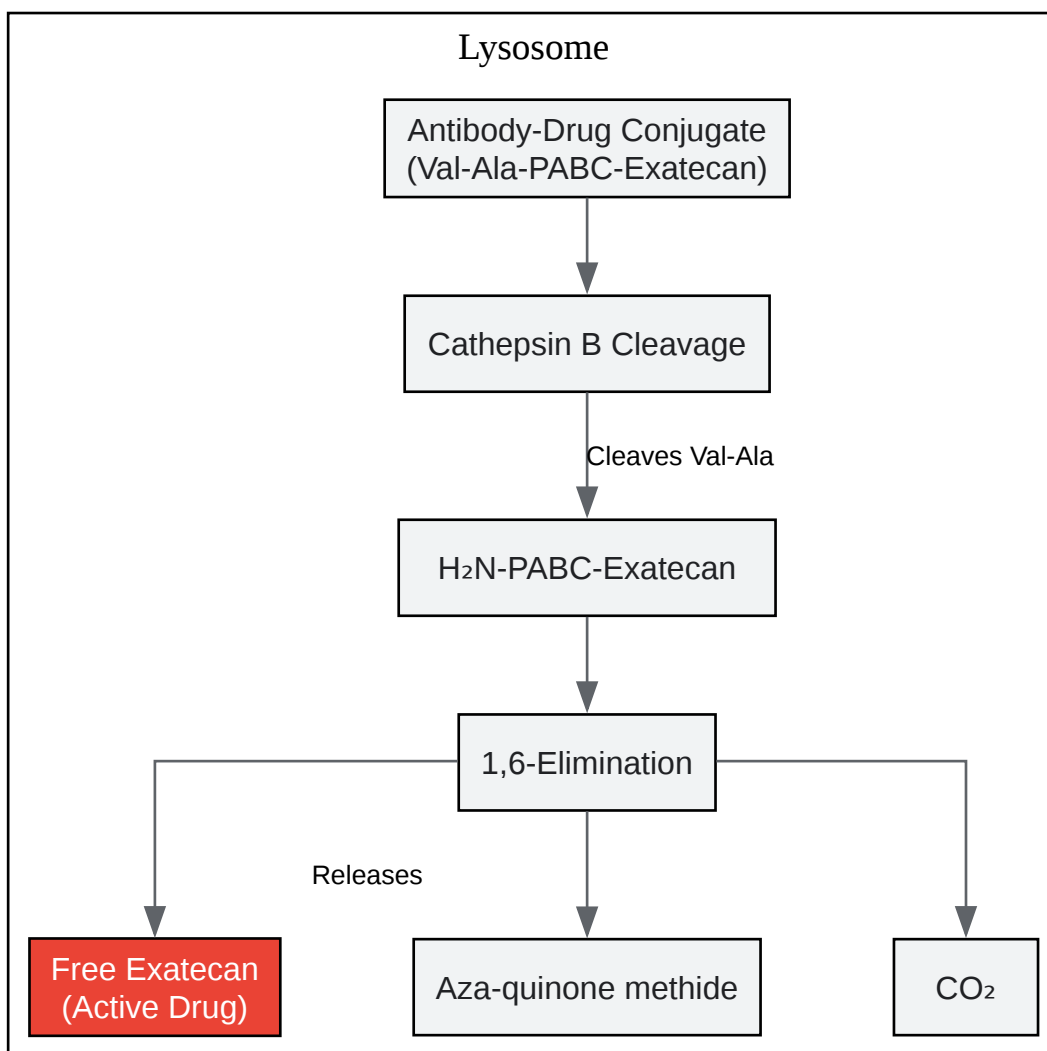 Lysosome
Antibody-Drug Conjugate
(Val-Ala-PABC-Exatecan)
Cathepsin B Cleavage
Cleaves Val-Ala
H₂N-PABC-Exatecan
1,6-Elimination
Releases
Free Exatecan
(Active Drug)
Aza-quinone methide
CO₂